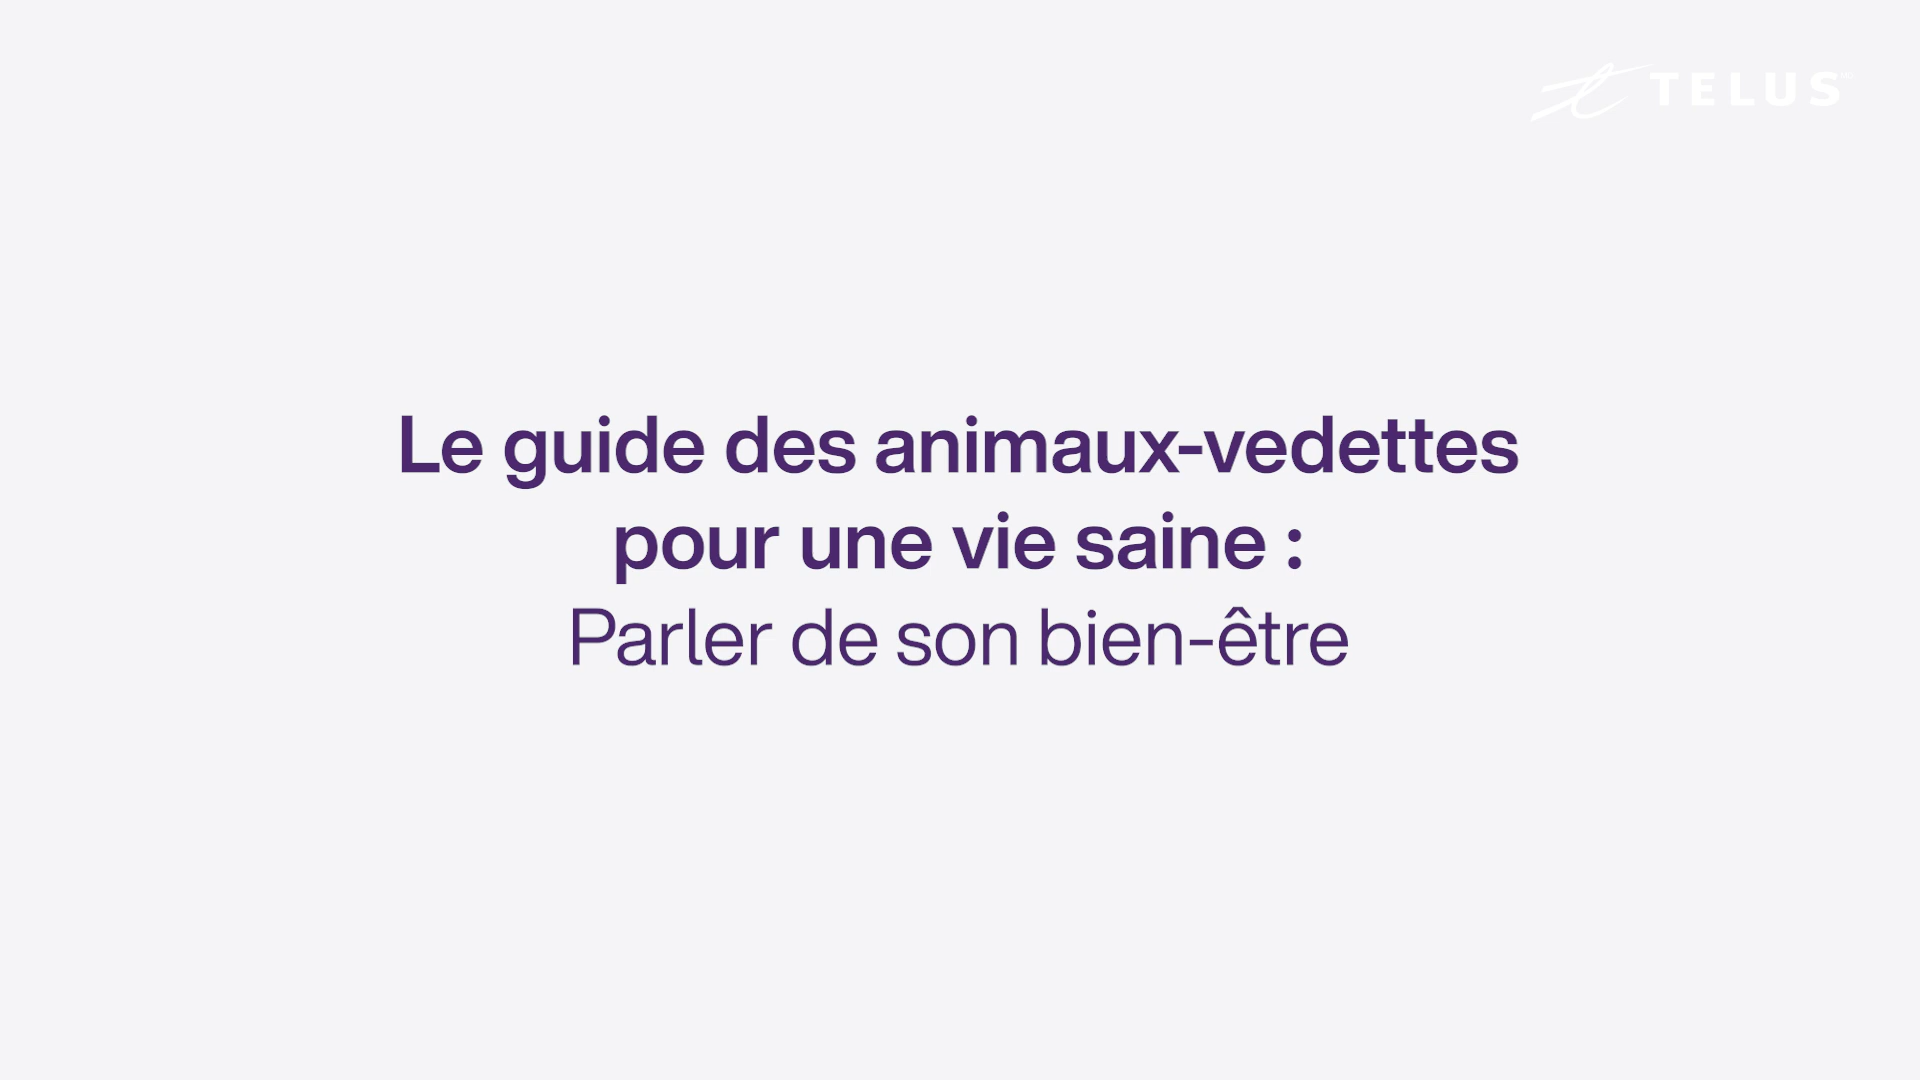 TELUS
Le guide des animaux-vedettes
pour une vie saine :
Parler de son bien-être